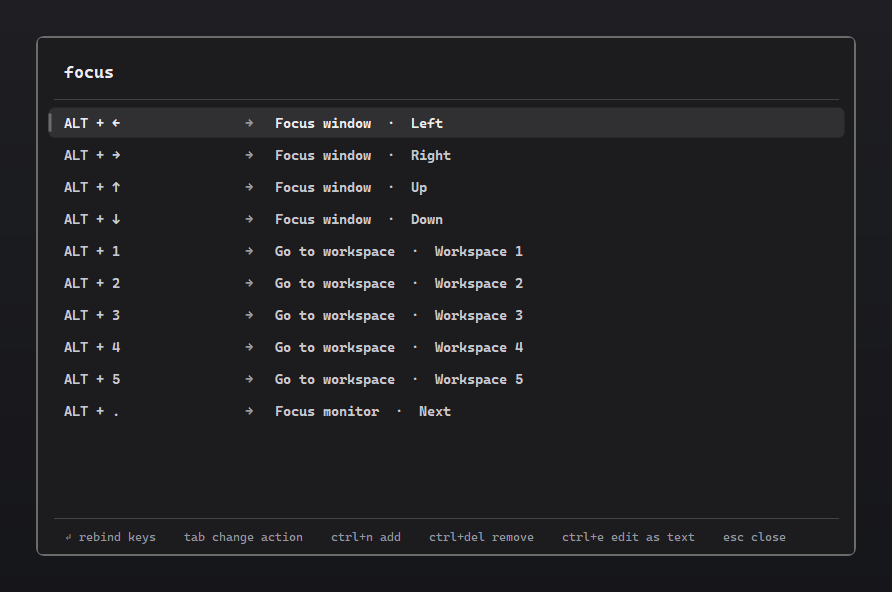 focus
ALT + ← → Focus window · Left
ALT + → → Focus window · Right
ALT + ↑ → Focus window · Up
ALT + ↓ → Focus window · Down
ALT + 1 → Go to workspace · Workspace 1
ALT + 2 → Go to workspace · Workspace 2
ALT + 3 → Go to workspace · Workspace 3
ALT + 4 → Go to workspace · Workspace 4
ALT + 5 → Go to workspace · Workspace 5
ALT + . → Focus monitor · Next
↲ rebind keys tab change action ctrl+n add ctrl+del remove ctrl+e edit as text esc close